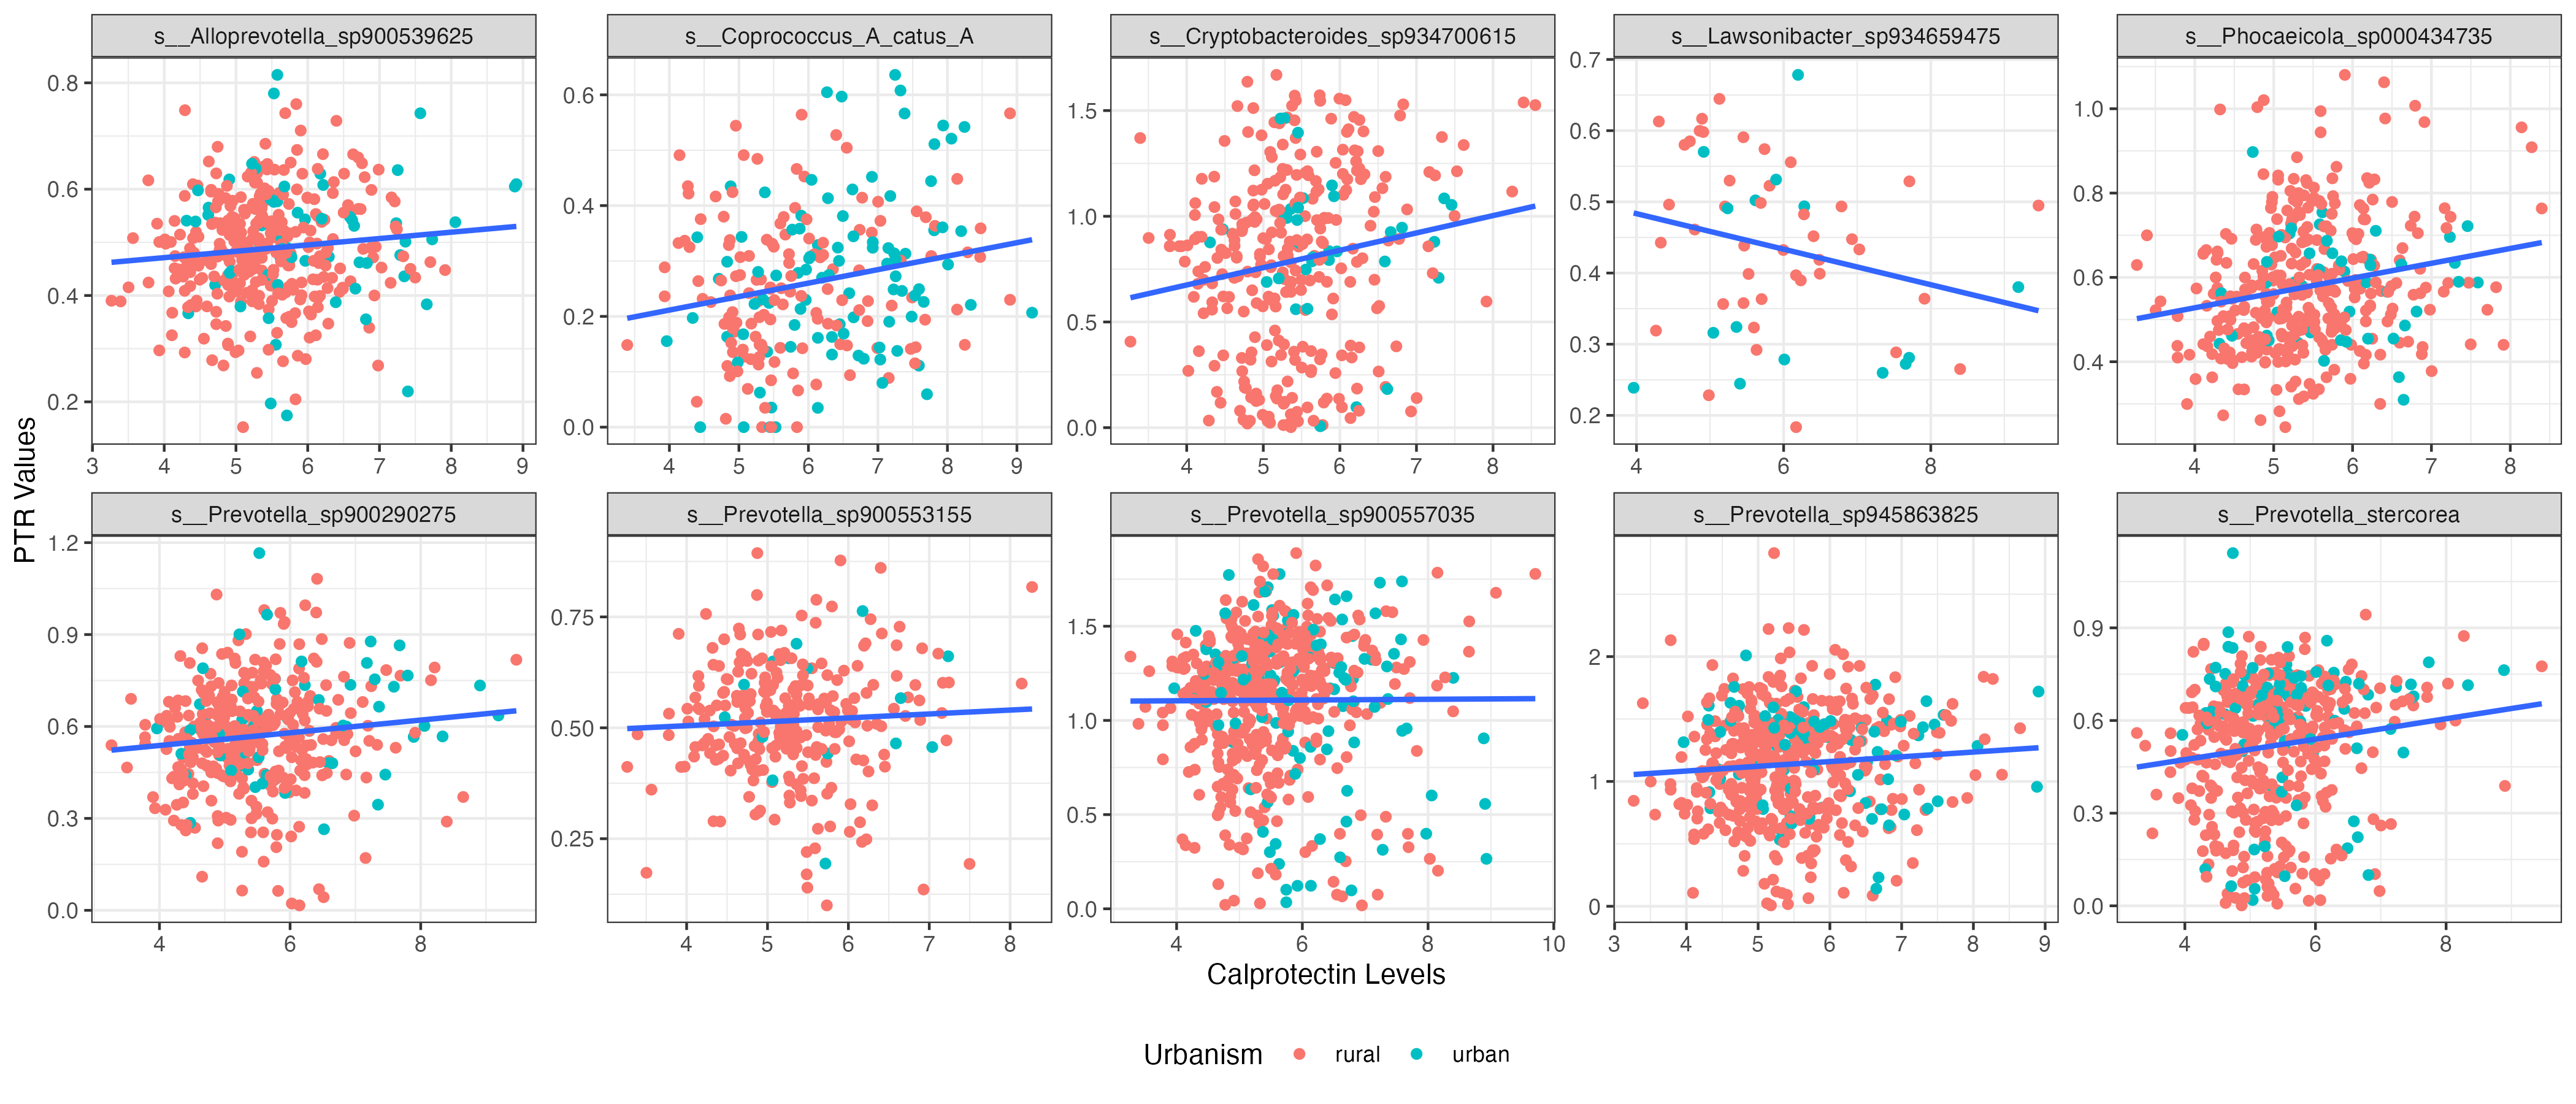 s__Alloprevotella_sp900539625
s__Coprococcus_A_catus_A
s__Cryptobacteroides_sp934700615
s__Lawsonibacter_sp934659475
s__Phocaeicola_sp000434735
0.8
0.6
0.4
0.2
3 4 5 6 7 8 9
0.6
0.4
0.2
0.0
4 5 6 7 8 9
1.5
1.0
0.5
0.0
4 5 6 7 8
0.7
0.6
0.5
0.4
0.3
0.2
4 6 8
1.0
0.8
0.6
0.4
4 5 6 7 8
PTR Values
s__Prevotella_sp900290275
s__Prevotella_sp900553155
s__Prevotella_sp900557035
s__Prevotella_sp945863825
s__Prevotella_stercorea
1.2
0.9
0.6
0.3
0.0
4 6 8
0.75
0.50
0.25
4 5 6 7 8
1.5
1.0
0.5
0.0
4 6 8 10
2
1
0
3 4 5 6 7 8 9
0.9
0.6
0.3
0.0
4 6 8
Calprotectin Levels
Urbanism rural urban